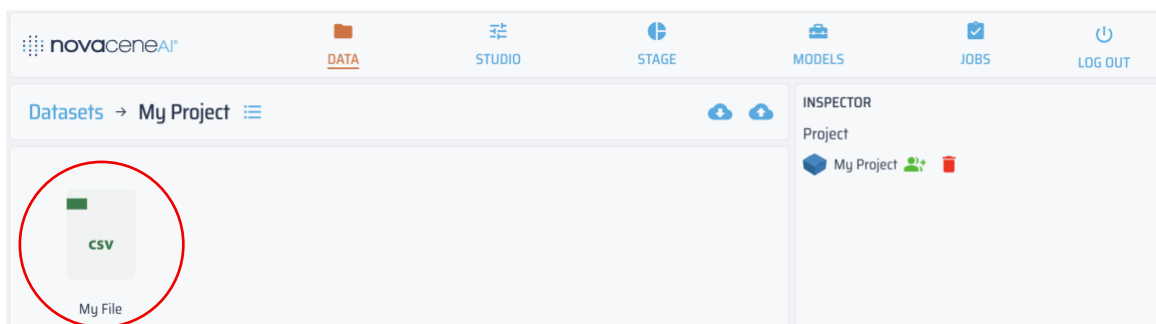 novaceneAI®
DATA
STUDIO
STAGE
MODELS
JOBS
LOG OUT
Datasets → My Project
INSPECTOR
Project
My Project
CSV
My File